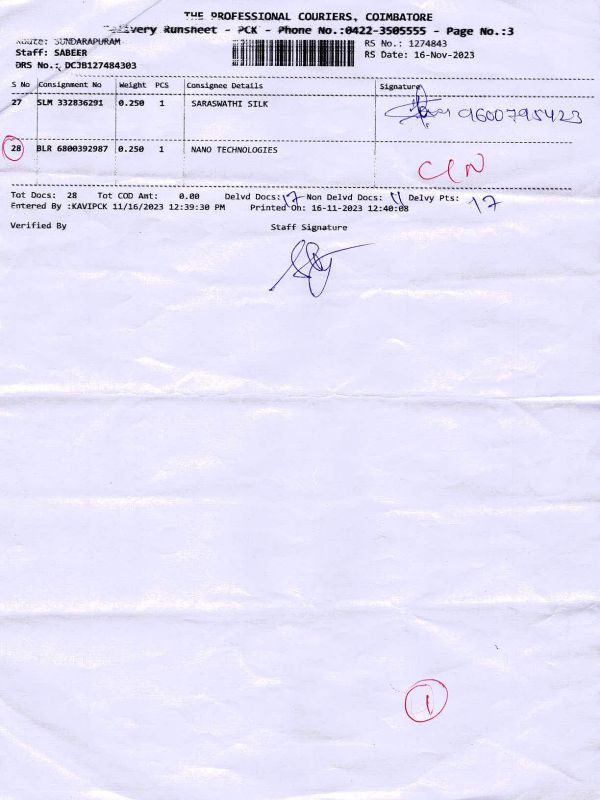 THE PROFESSIONAL COURIERS, COIMBATORE
Delivery Runsheet - PCK - Phone No.:0422-3505555 - Page No.:3
Route: SUNDARAPURAM
RS No.: 1274843
Staff: SABEER
RS Date: 16-Nov-2023
DRS No.: DCJB127484303
S No Consignment No Weight PCS Consignee Details Signature
27 SLM 332836291 0.250 1 SARASWATHI SILK 9600795423
28 BLR 6800392987 0.250 1 NANO TECHNOLOGIES
CIN
Tot Docs: 28 Tot COD Amt: 0.00 Delvd Docs: 17 Non Delvd Docs: 11 Delvy Pts: 17
Entered By :KAVIPCK 11/16/2023 12:39:30 PM Printed On: 16-11-2023 12:40:08
Verified By Staff Signature
1